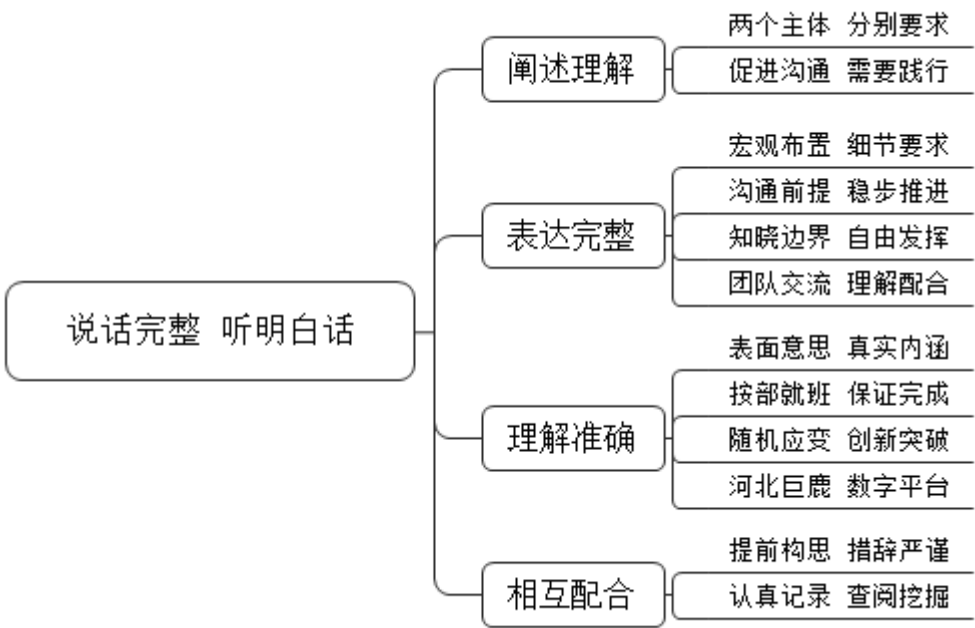 说话完整 听明白话
阐述理解
两个主体 分别要求
促进沟通 需要践行
表达完整
宏观布置 细节要求
沟通前提 稳步推进
知晓边界 自由发挥
团队交流 理解配合
理解准确
表面意思 真实内涵
按部就班 保证完成
随机应变 创新突破
河北巨鹿 数字平台
相互配合
提前构思 措辞严谨
认真记录 查阅挖掘